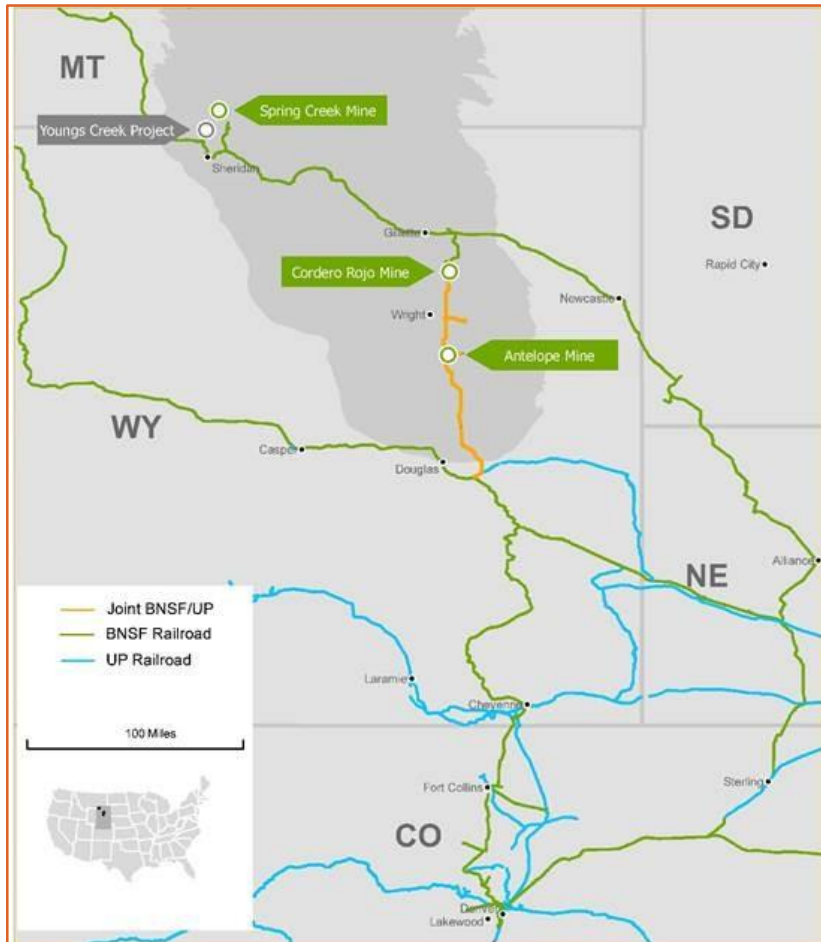 MT
Spring Creek Mine
Youngs Creek Project
Sheridan
SD
Gillette
Rapid City
Cordero Rojo Mine
Newcastle
Wright
Antelope Mine
WY
Casper
Douglas
Alliance
NE
Joint BNSF/UP
BNSF Railroad
UP Railroad
Laramie
Cheyenne
100 Miles
Fort Collins
Sterling
CO
Denver
Lakewood